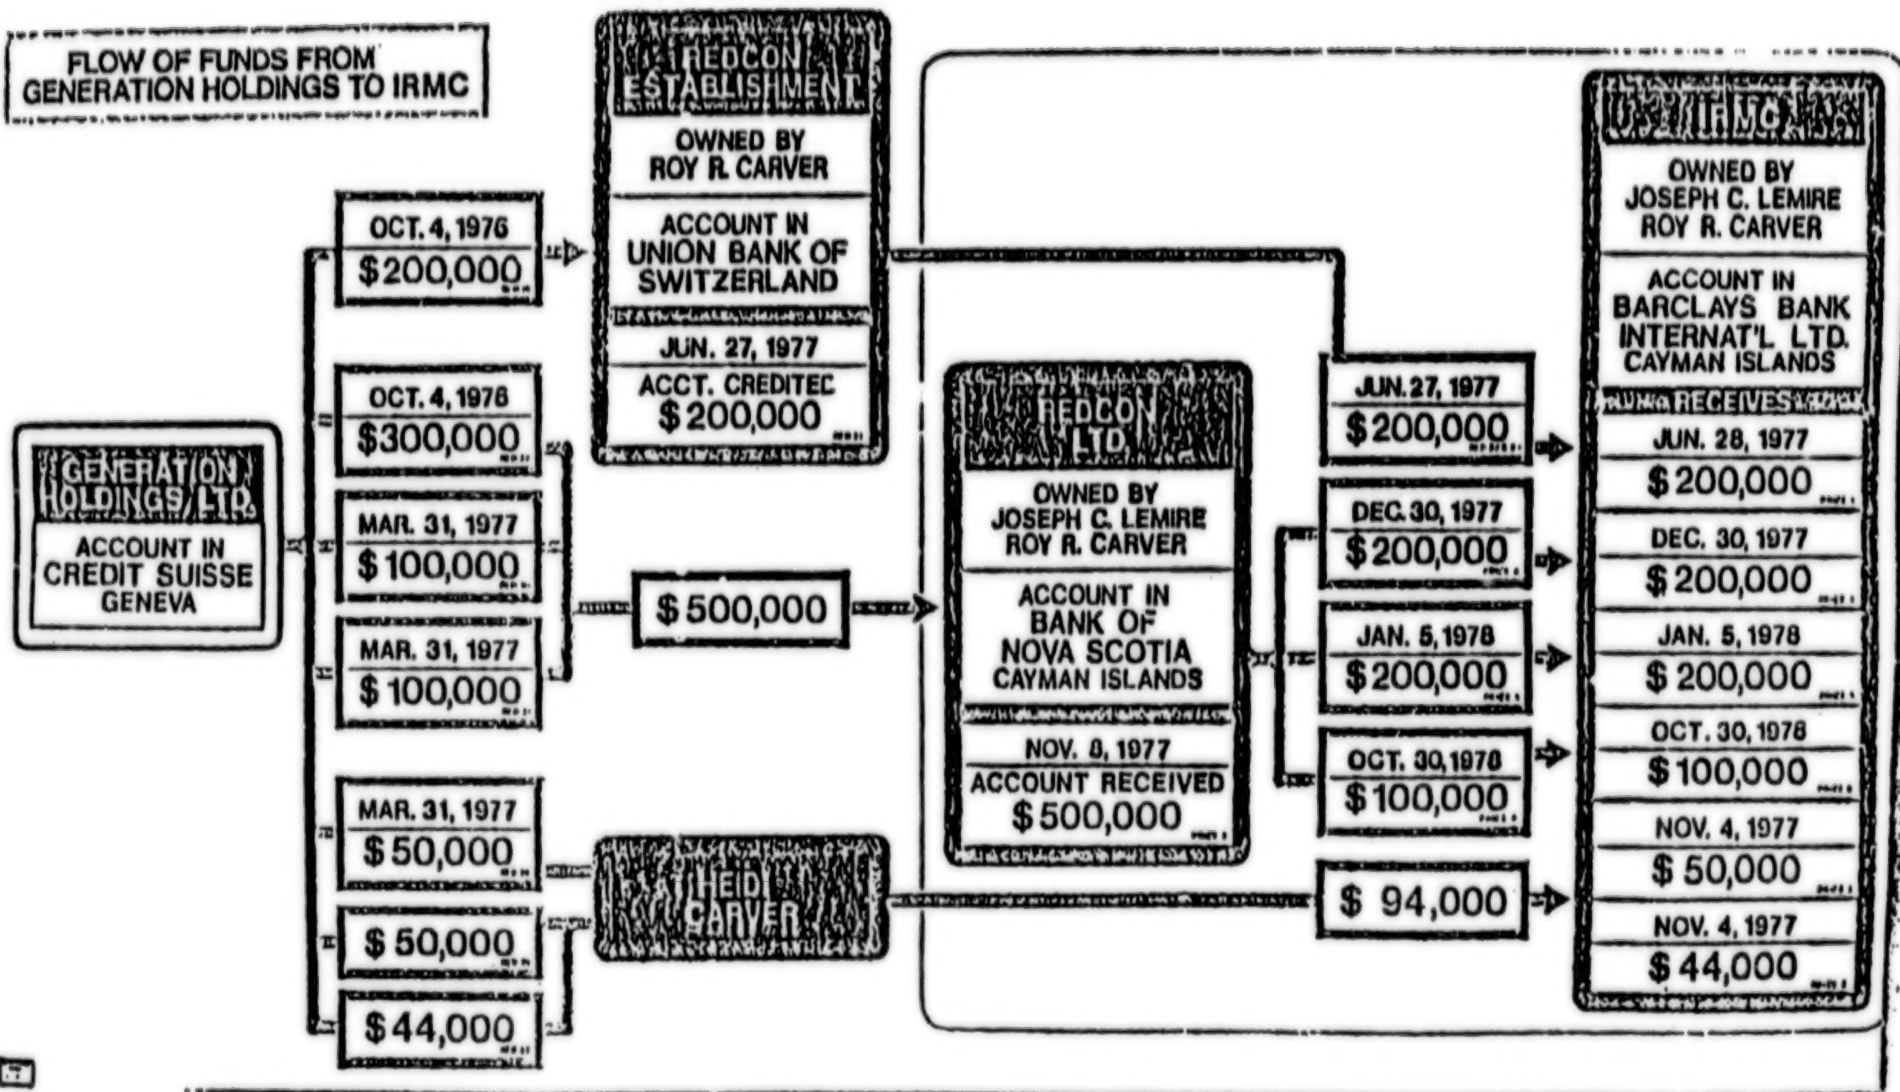 FLOW OF FUNDS FROM
GENERATION HOLDINGS TO IRMC
GENERATION
HOLDINGS LTD.
ACCOUNT IN
CREDIT SUISSE
GENEVA
OCT. 4, 1976
$200,000
OCT. 4, 1976
$300,000
MAR. 31, 1977
$100,000
MAR. 31, 1977
$100,000
MAR. 31, 1977
$50,000
$50,000
$44,000
REDCON
ESTABLISHMENT
OWNED BY
ROY R. CARVER
ACCOUNT IN
UNION BANK OF
SWITZERLAND
JUN. 27, 1977
ACCT. CREDITED
$200,000
$500,000
HEIDI
CARVER
REDCON
LTD.
OWNED BY
JOSEPH C. LEMIRE
ROY R. CARVER
ACCOUNT IN
BANK OF
NOVA SCOTIA
CAYMAN ISLANDS
NOV. 8, 1977
ACCOUNT RECEIVED
$500,000
JUN. 27, 1977
$200,000
DEC. 30, 1977
$200,000
JAN. 5, 1978
$200,000
OCT. 30, 1978
$100,000
$ 94,000
IRMC
OWNED BY
JOSEPH C. LEMIRE
ROY R. CARVER
ACCOUNT IN
BARCLAYS BANK
INTERNAT'L LTD.
CAYMAN ISLANDS
RECEIVES
JUN. 28, 1977
$200,000
DEC. 30, 1977
$200,000
JAN. 5, 1978
$200,000
OCT. 30, 1978
$100,000
NOV. 4, 1977
$ 50,000
NOV. 4, 1977
$ 44,000